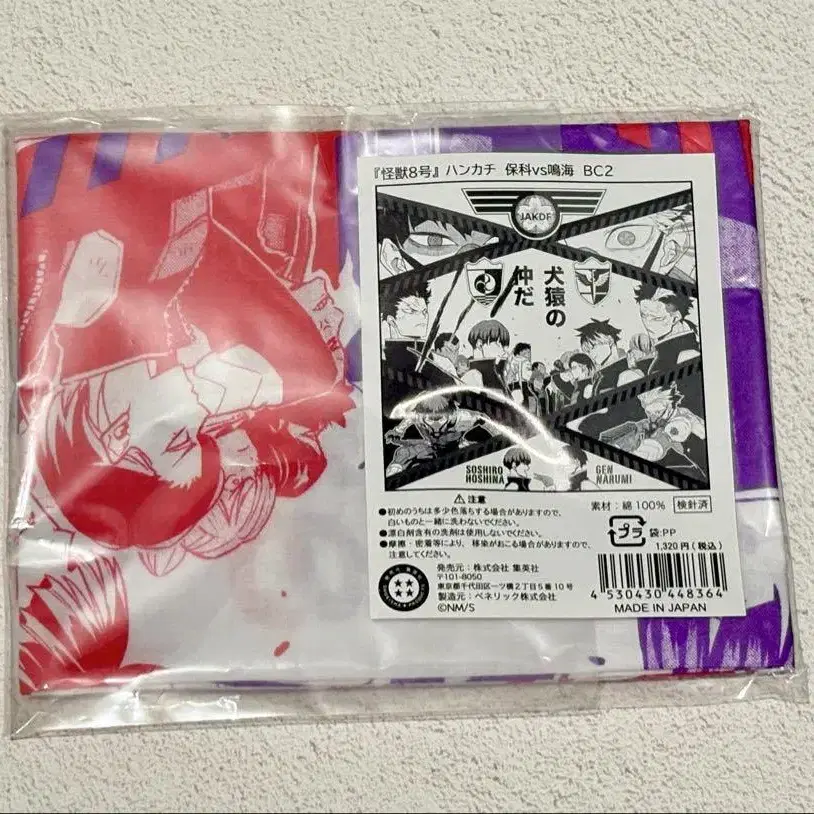 『怪獣8号』ハンカチ 保科vs鳴海 BC2
JAKDF
犬猿の
仲だ
SOSHIRO
HOSHINA
GEN
NARUMI
⚠注意
●初めのうちは多少色落ちする場合がありますので、
白いものと一緒に洗わないでください。
●漂白剤含有の洗剤は使用しないでください。
●摩擦・密着等により、移染がおこる場合がありますので、
注意してください。
素材:綿100% 検針済
プラ 袋:PP
1,320円(税込)
発売元:株式会社 集英社
〒101-8050
東京都千代田区一ツ橋2丁目5番10号
製造元:ベネリック株式会社
©NM/S
4 530430 448364
MADE IN JAPAN